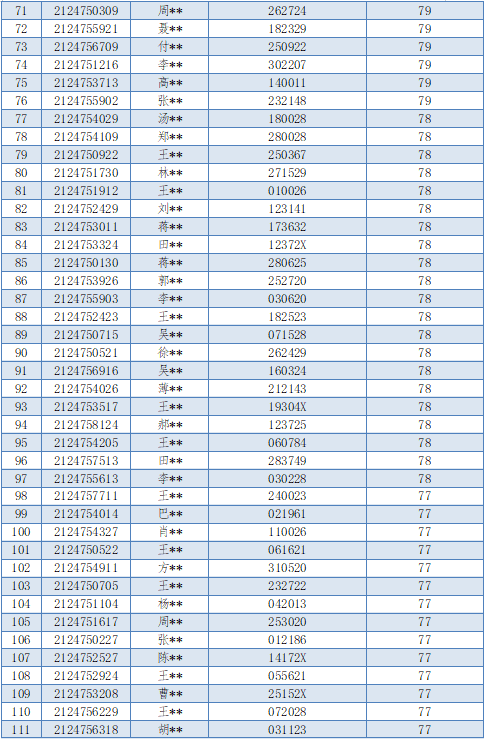 71 2124750309 周** 262724 79
72 2124755921 聂** 182329 79
73 2124756709 付** 250922 79
74 2124751216 李** 302207 79
75 2124753713 高** 140011 79
76 2124755902 张** 232148 79
77 2124754029 汤** 180028 78
78 2124754109 郑** 280028 78
79 2124750922 王** 250367 78
80 2124751730 林** 271529 78
81 2124751912 王** 010026 78
82 2124752429 刘** 123141 78
83 2124753011 蒋** 173632 78
84 2124753324 田** 12372X 78
85 2124750130 蒋** 280625 78
86 2124753926 郭** 252720 78
87 2124755903 李** 030620 78
88 2124752423 王** 182523 78
89 2124750715 吴** 071528 78
90 2124750521 徐** 262429 78
91 2124756916 吴** 160324 78
92 2124754026 薄** 212143 78
93 2124753517 王** 19304X 78
94 2124758124 郝** 123725 78
95 2124754205 王** 060784 78
96 2124757513 田** 283749 78
97 2124755613 李** 030228 78
98 2124757711 王** 240023 77
99 2124754014 巴** 021961 77
100 2124754327 肖** 110026 77
101 2124750522 王** 061621 77
102 2124754911 方** 310520 77
103 2124750705 王** 232722 77
104 2124751104 杨** 042013 77
105 2124751617 周** 253020 77
106 2124750227 张** 012186 77
107 2124752527 陈** 14172X 77
108 2124752924 王** 055621 77
109 2124753208 曹** 25152X 77
110 2124756229 王** 072028 77
111 2124756318 胡** 031123 77